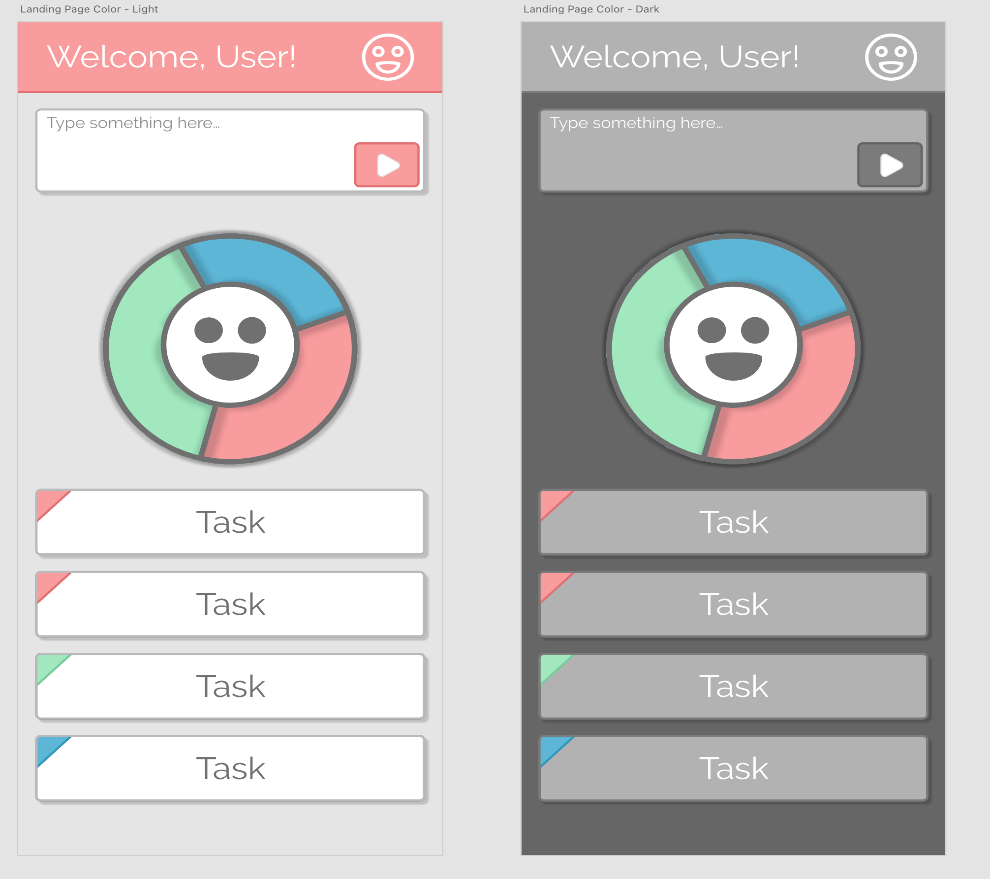 Landing Page Color - Light
Welcome, User!
Type something here...
Task
Task
Task
Task
Landing Page Color - Dark
Welcome, User!
Type something here...
Task
Task
Task
Task